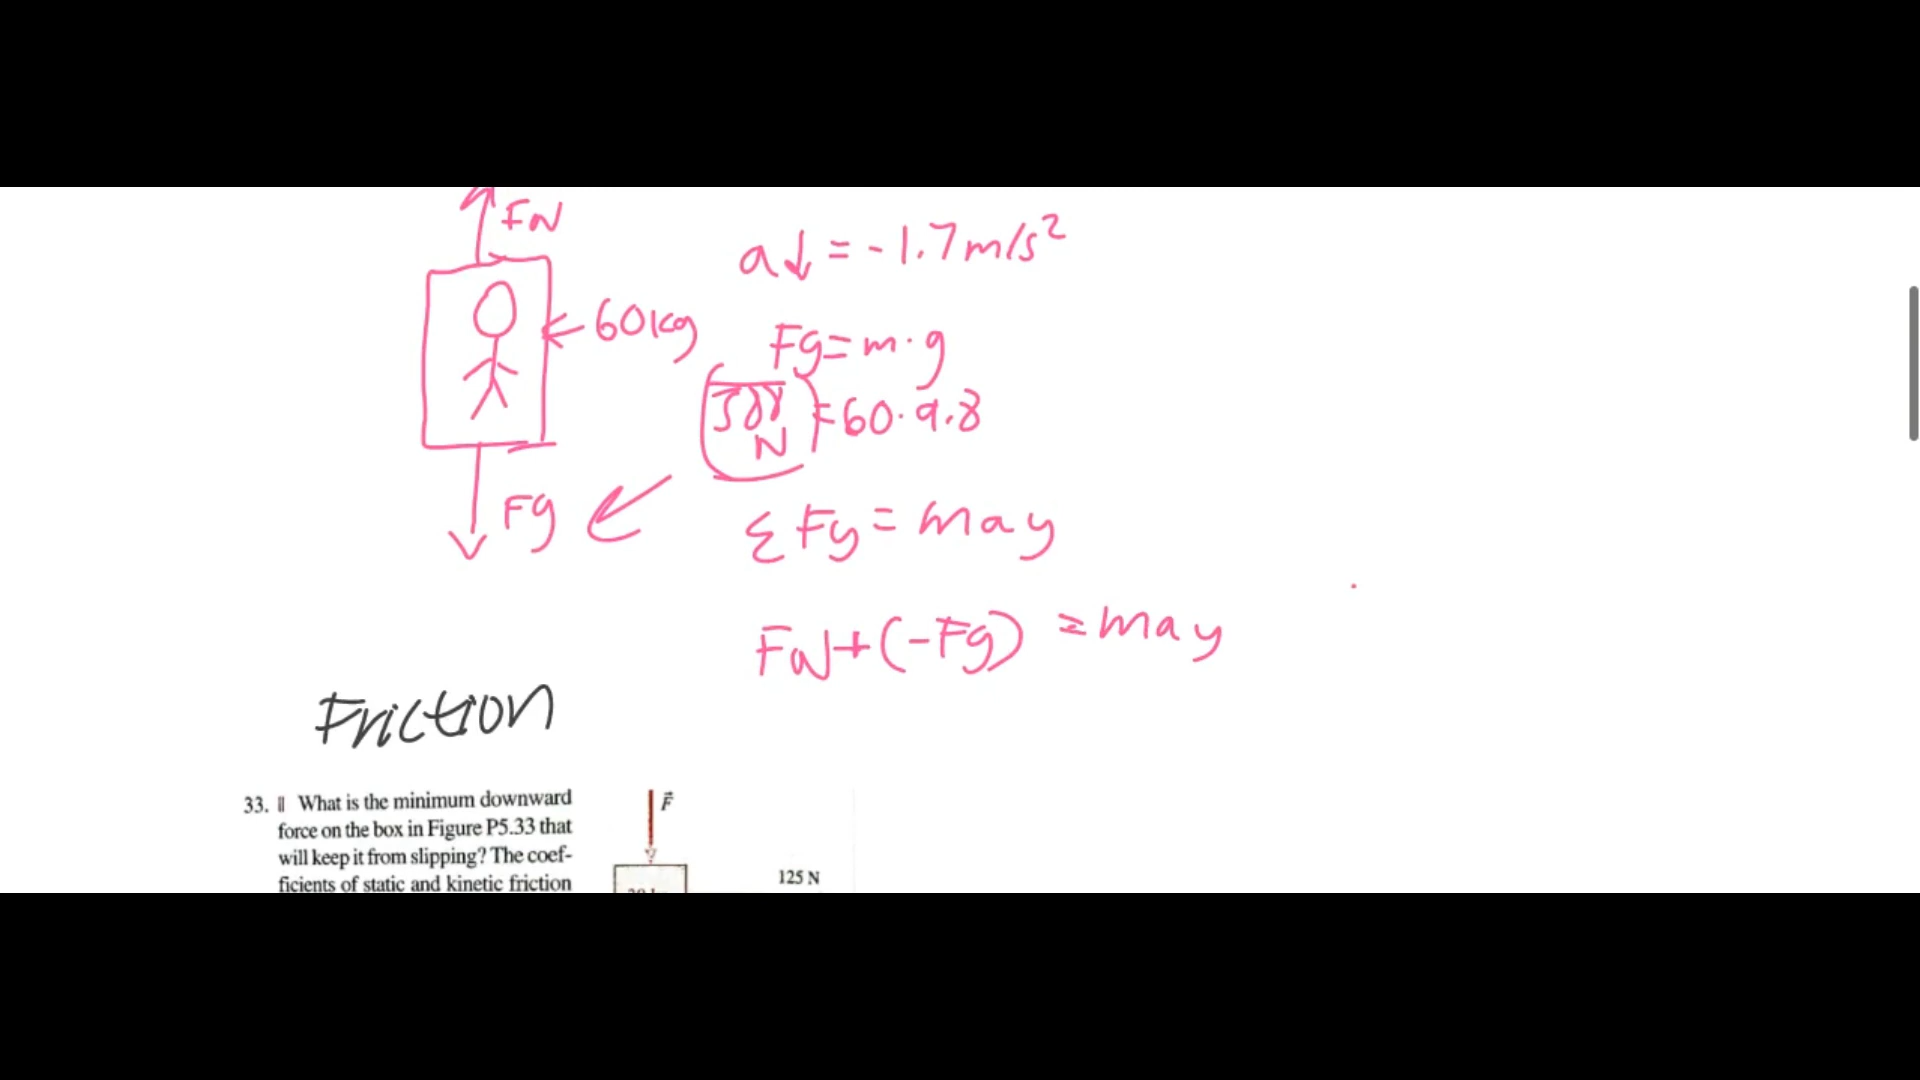 FN
a↓ = -1.7m/s²
←60kg
Fg=m·g
588 N =60·9.8
Fg
ΣFy=may
FN+(-Fg) =may
Friction
33. || What is the minimum downward
force on the box in Figure P5.33 that
will keep it from slipping? The coef-
ficients of static and kinetic friction
F
125 N